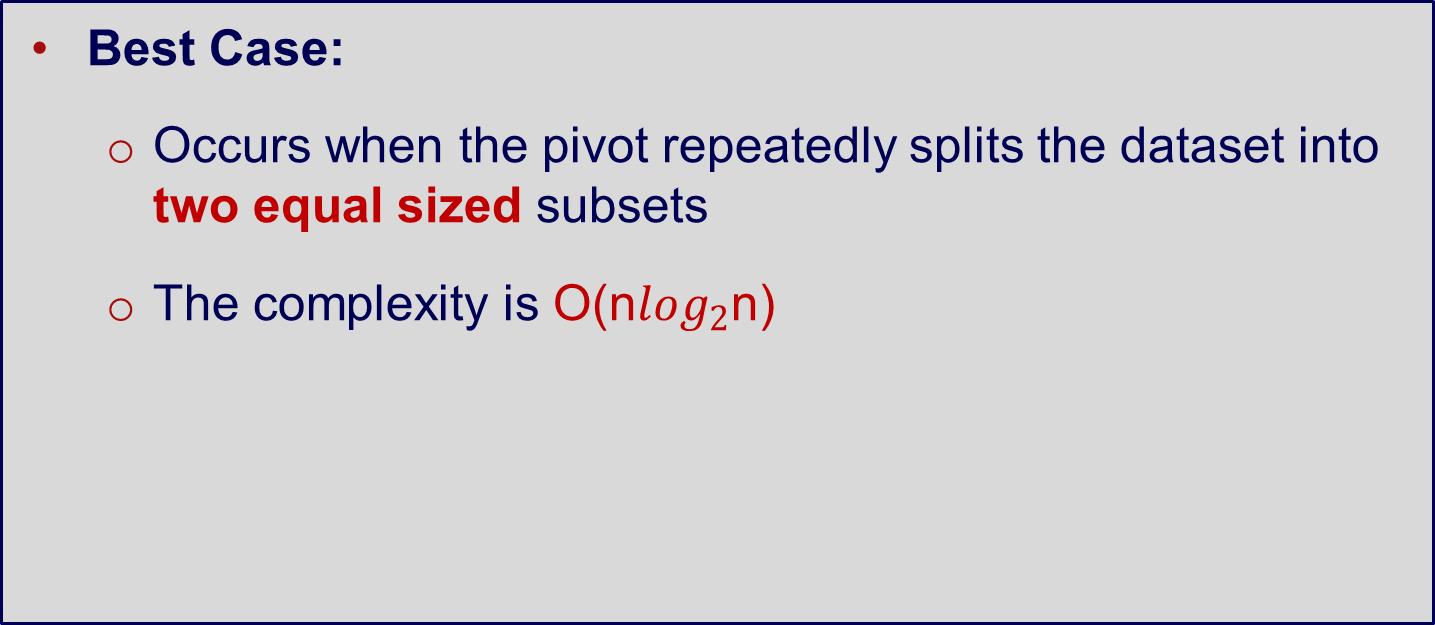 • Best Case:
o Occurs when the pivot repeatedly splits the dataset into
two equal sized subsets
o The complexity is O(n𝑙𝑜𝑔₂n)